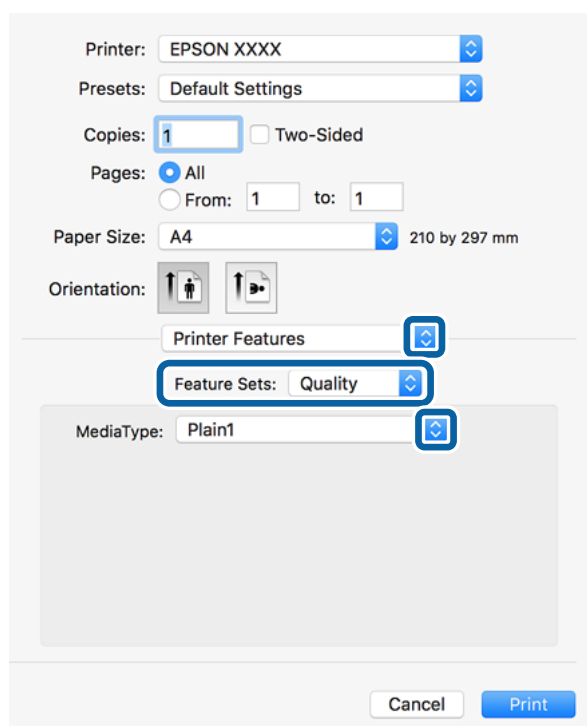 Printer: EPSON XXXX
Presets: Default Settings
Copies: 1 Two-Sided
Pages: All
From: 1 to: 1
Paper Size: A4 210 by 297 mm
Orientation:
Printer Features
Feature Sets: Quality
MediaType: Plain1
Cancel Print